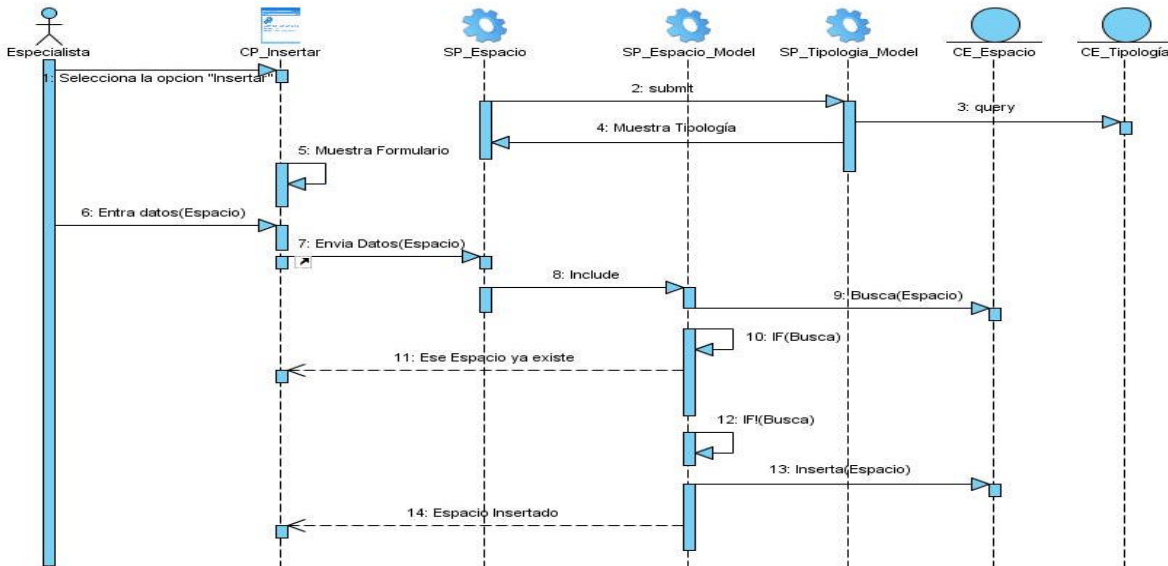 Especialista
CP_Insertar
SP_Espacio
SP_Espacio_Model
SP_Tipologia_Model
CE_Espacio
CE_Tipología
1: Selecciona la opcion "Insertar"
2: submit
3: query
4: Muestra Tipología
5: Muestra Formulario
6: Entra datos(Espacio)
7: Envia Datos(Espacio)
8: Include
9: Busca(Espacio)
10: IF(Busca)
11: Ese Espacio ya existe
12: IF!(Busca)
13: Inserta(Espacio)
14: Espacio Insertado